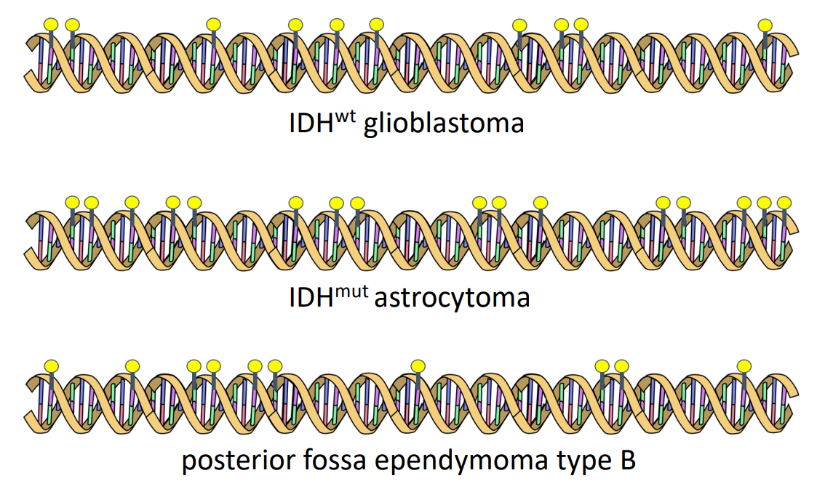 IDHʷᵗ glioblastoma
IDHᵐᵘᵗ astrocytoma
posterior fossa ependymoma type B